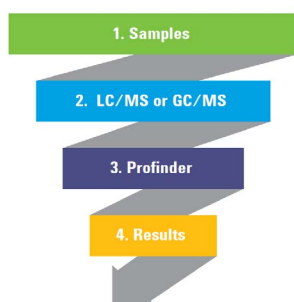 1. Samples
2. LC/MS or GC/MS
3. Profinder
4. Results